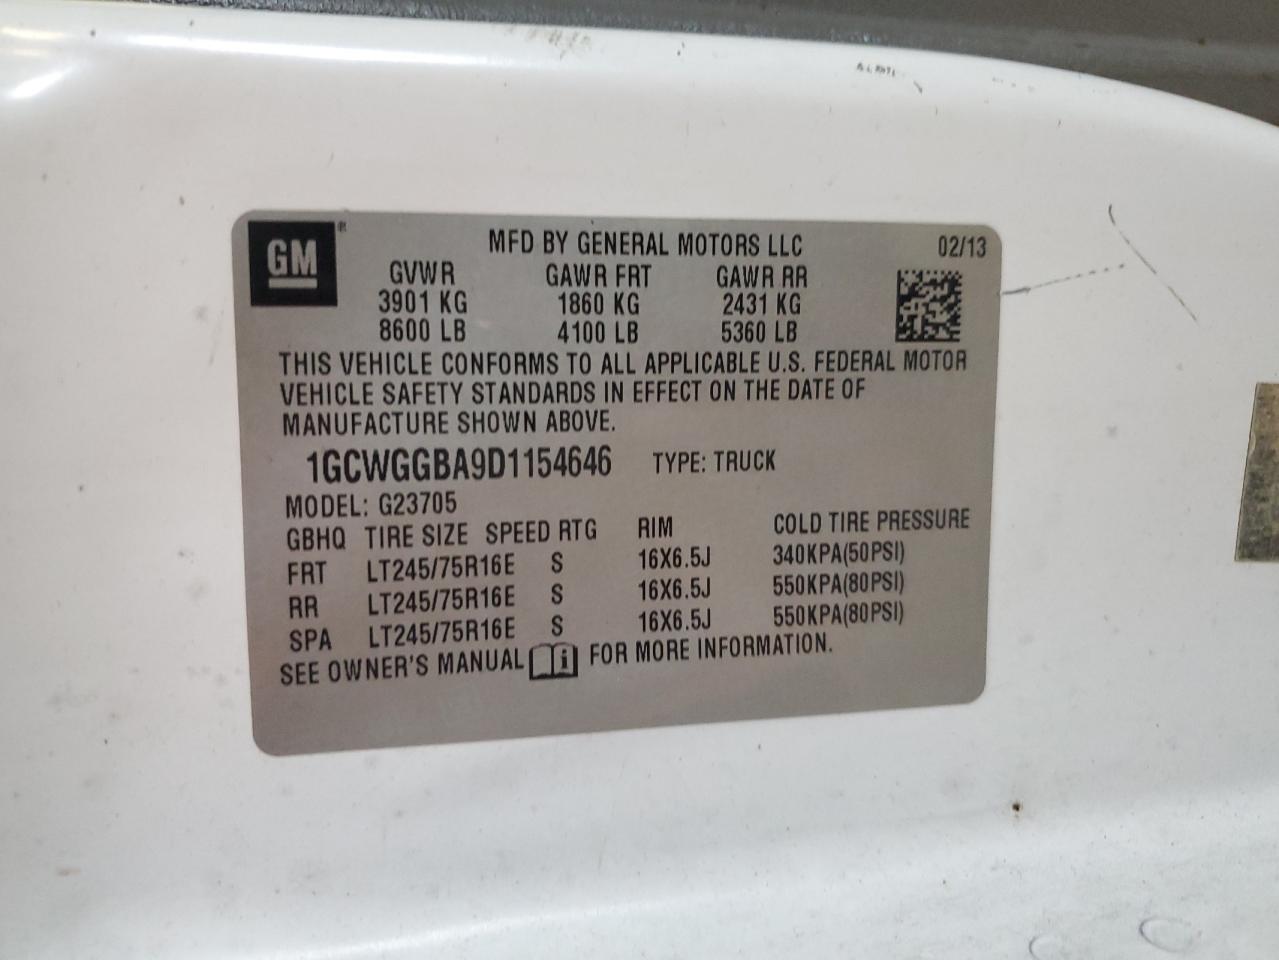 GM®
MFD BY GENERAL MOTORS LLC 02/13
GVWR GAWR FRT GAWR RR
3901 KG 1860 KG 2431 KG
8600 LB 4100 LB 5360 LB
THIS VEHICLE CONFORMS TO ALL APPLICABLE U.S. FEDERAL MOTOR
VEHICLE SAFETY STANDARDS IN EFFECT ON THE DATE OF
MANUFACTURE SHOWN ABOVE.
1GCWGGBA9D1154646 TYPE: TRUCK
MODEL: G23705
GBHQ TIRE SIZE SPEED RTG RIM COLD TIRE PRESSURE
FRT LT245/75R16E S 16X6.5J 340KPA(50PSI)
RR LT245/75R16E S 16X6.5J 550KPA(80PSI)
SPA LT245/75R16E S 16X6.5J 550KPA(80PSI)
SEE OWNER'S MANUAL i FOR MORE INFORMATION.